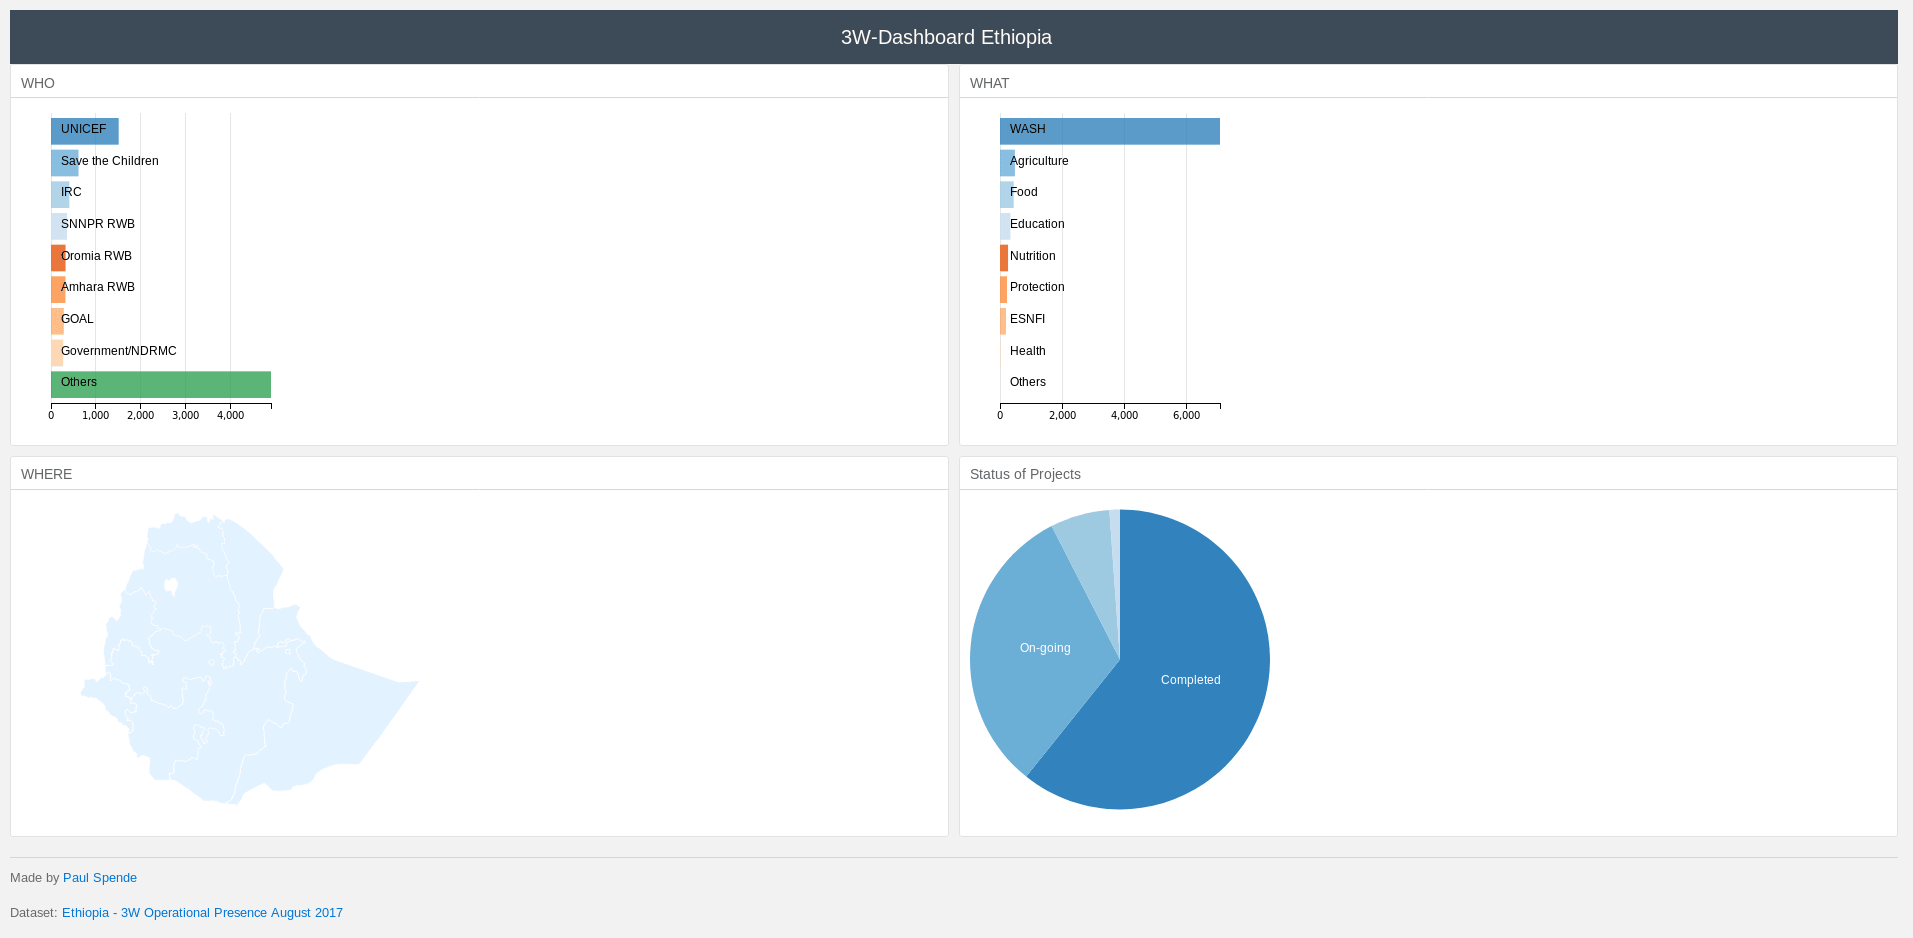 3W-Dashboard Ethiopia
WHO
UNICEF
Save the Children
IRC
SNNPR RWB
Oromia RWB
Amhara RWB
GOAL
Government/NDRMC
Others
0 1,000 2,000 3,000 4,000
WHAT
WASH
Agriculture
Food
Education
Nutrition
Protection
ESNFI
Health
Others
0 2,000 4,000 6,000
WHERE
Status of Projects
On-going
Completed
Made by Paul Spende
Dataset: Ethiopia - 3W Operational Presence August 2017